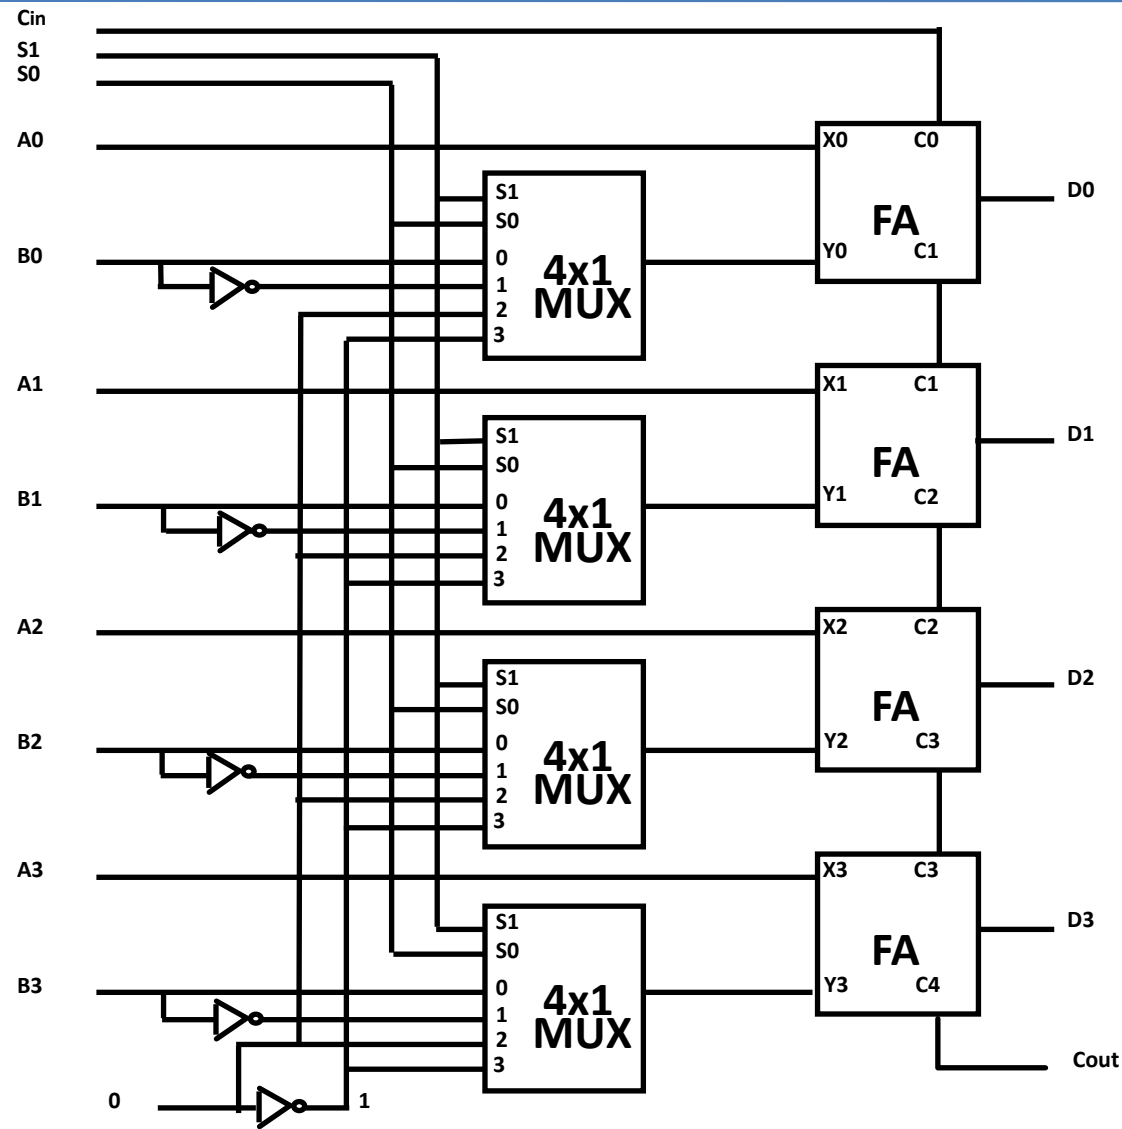 Cin
S1
S0
A0
X0 C0
D0
S1
S0
FA
B0
0
4x1
Y0 C1
1
MUX
2
3
A1
X1 C1
D1
S1
S0
FA
B1
0
4x1
Y1 C2
1
MUX
2
3
A2
X2 C2
D2
S1
S0
FA
B2
0
4x1
Y2 C3
1
MUX
2
3
A3
X3 C3
D3
S1
S0
FA
B3
0
4x1
Y3 C4
1
MUX
2
3
Cout
0 1